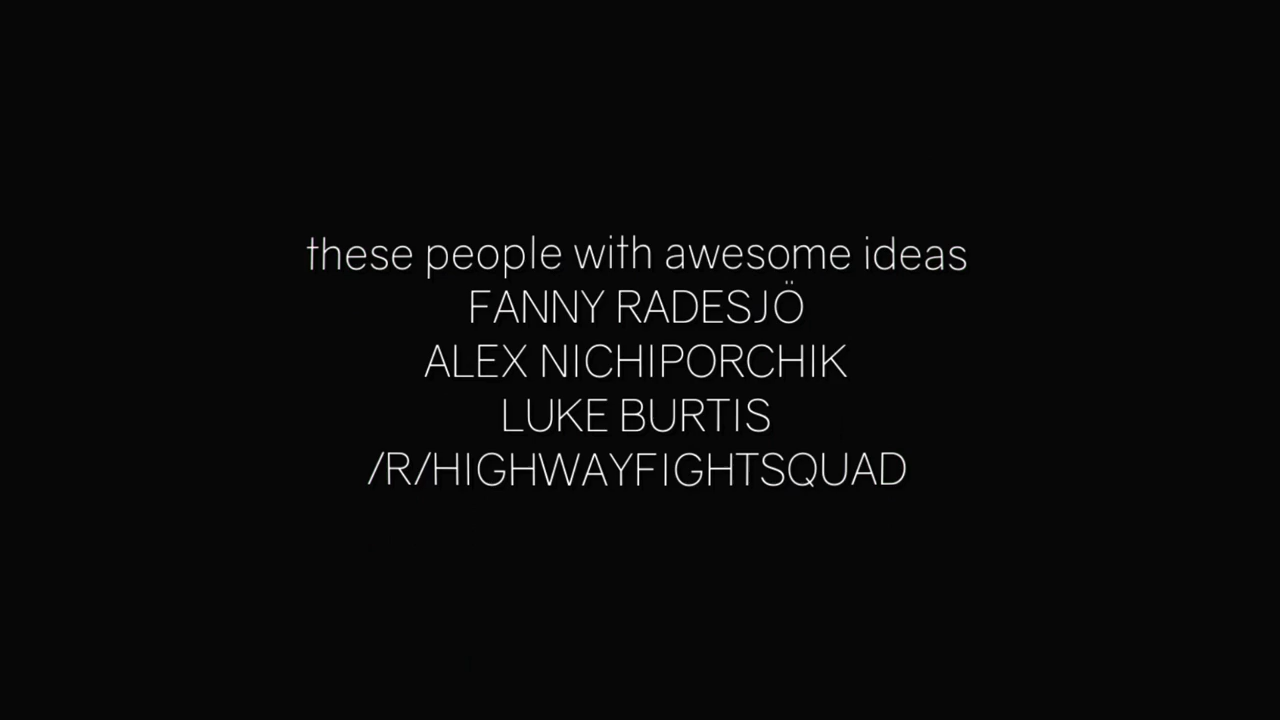 these people with awesome ideas
FANNY RADESJÖ
ALEX NICHIPORCHIK
LUKE BURTIS
/R/HIGHWAYFIGHTSQUAD